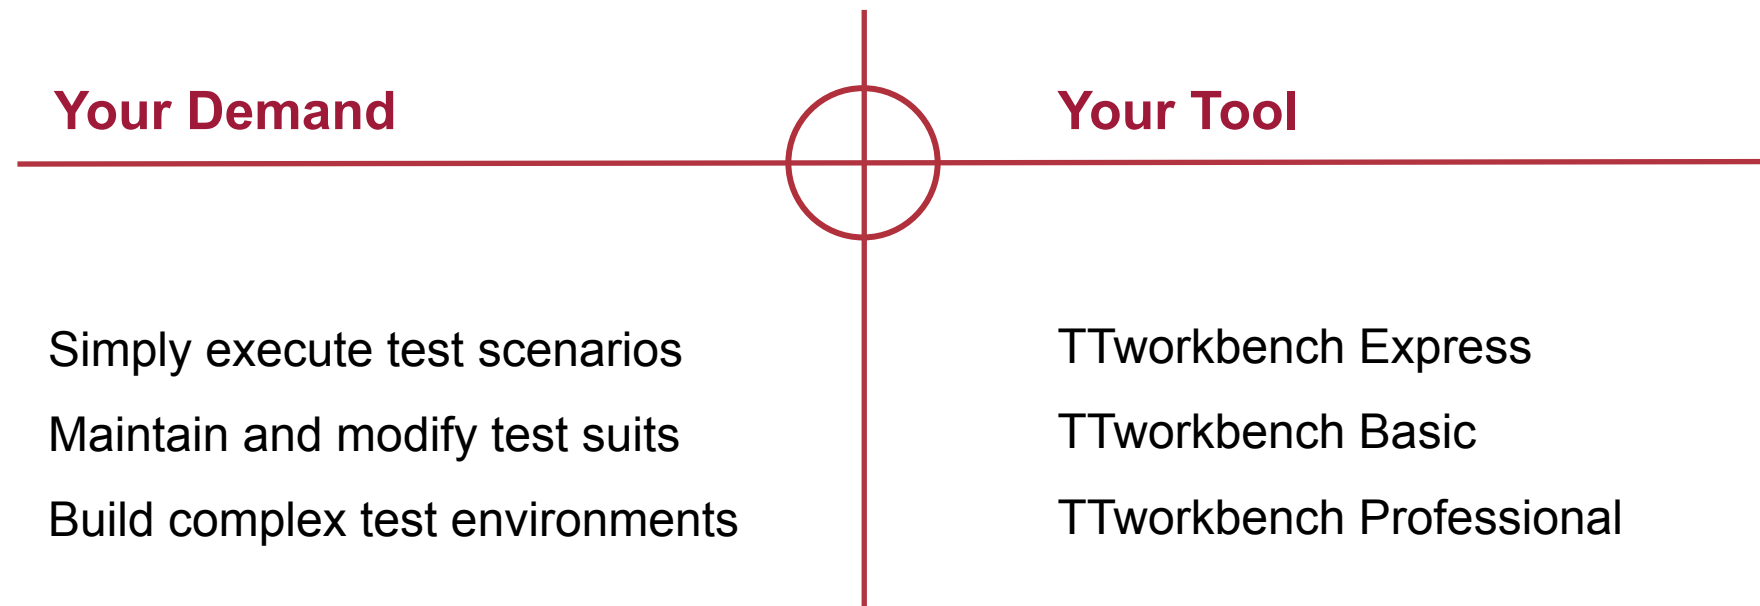 Your Demand
Your Tool
Simply execute test scenarios
TTworkbench Express
Maintain and modify test suits
TTworkbench Basic
Build complex test environments
TTworkbench Professional